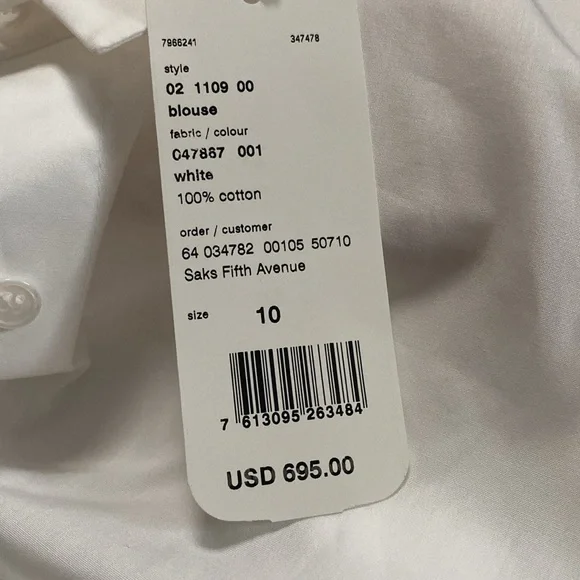 7966241 347478
style
02 1109 00
blouse
fabric / colour
047867 001
white
100% cotton
order / customer
64 034782 00105 50710
Saks Fifth Avenue
size 10
7 613095 263484
USD 695.00